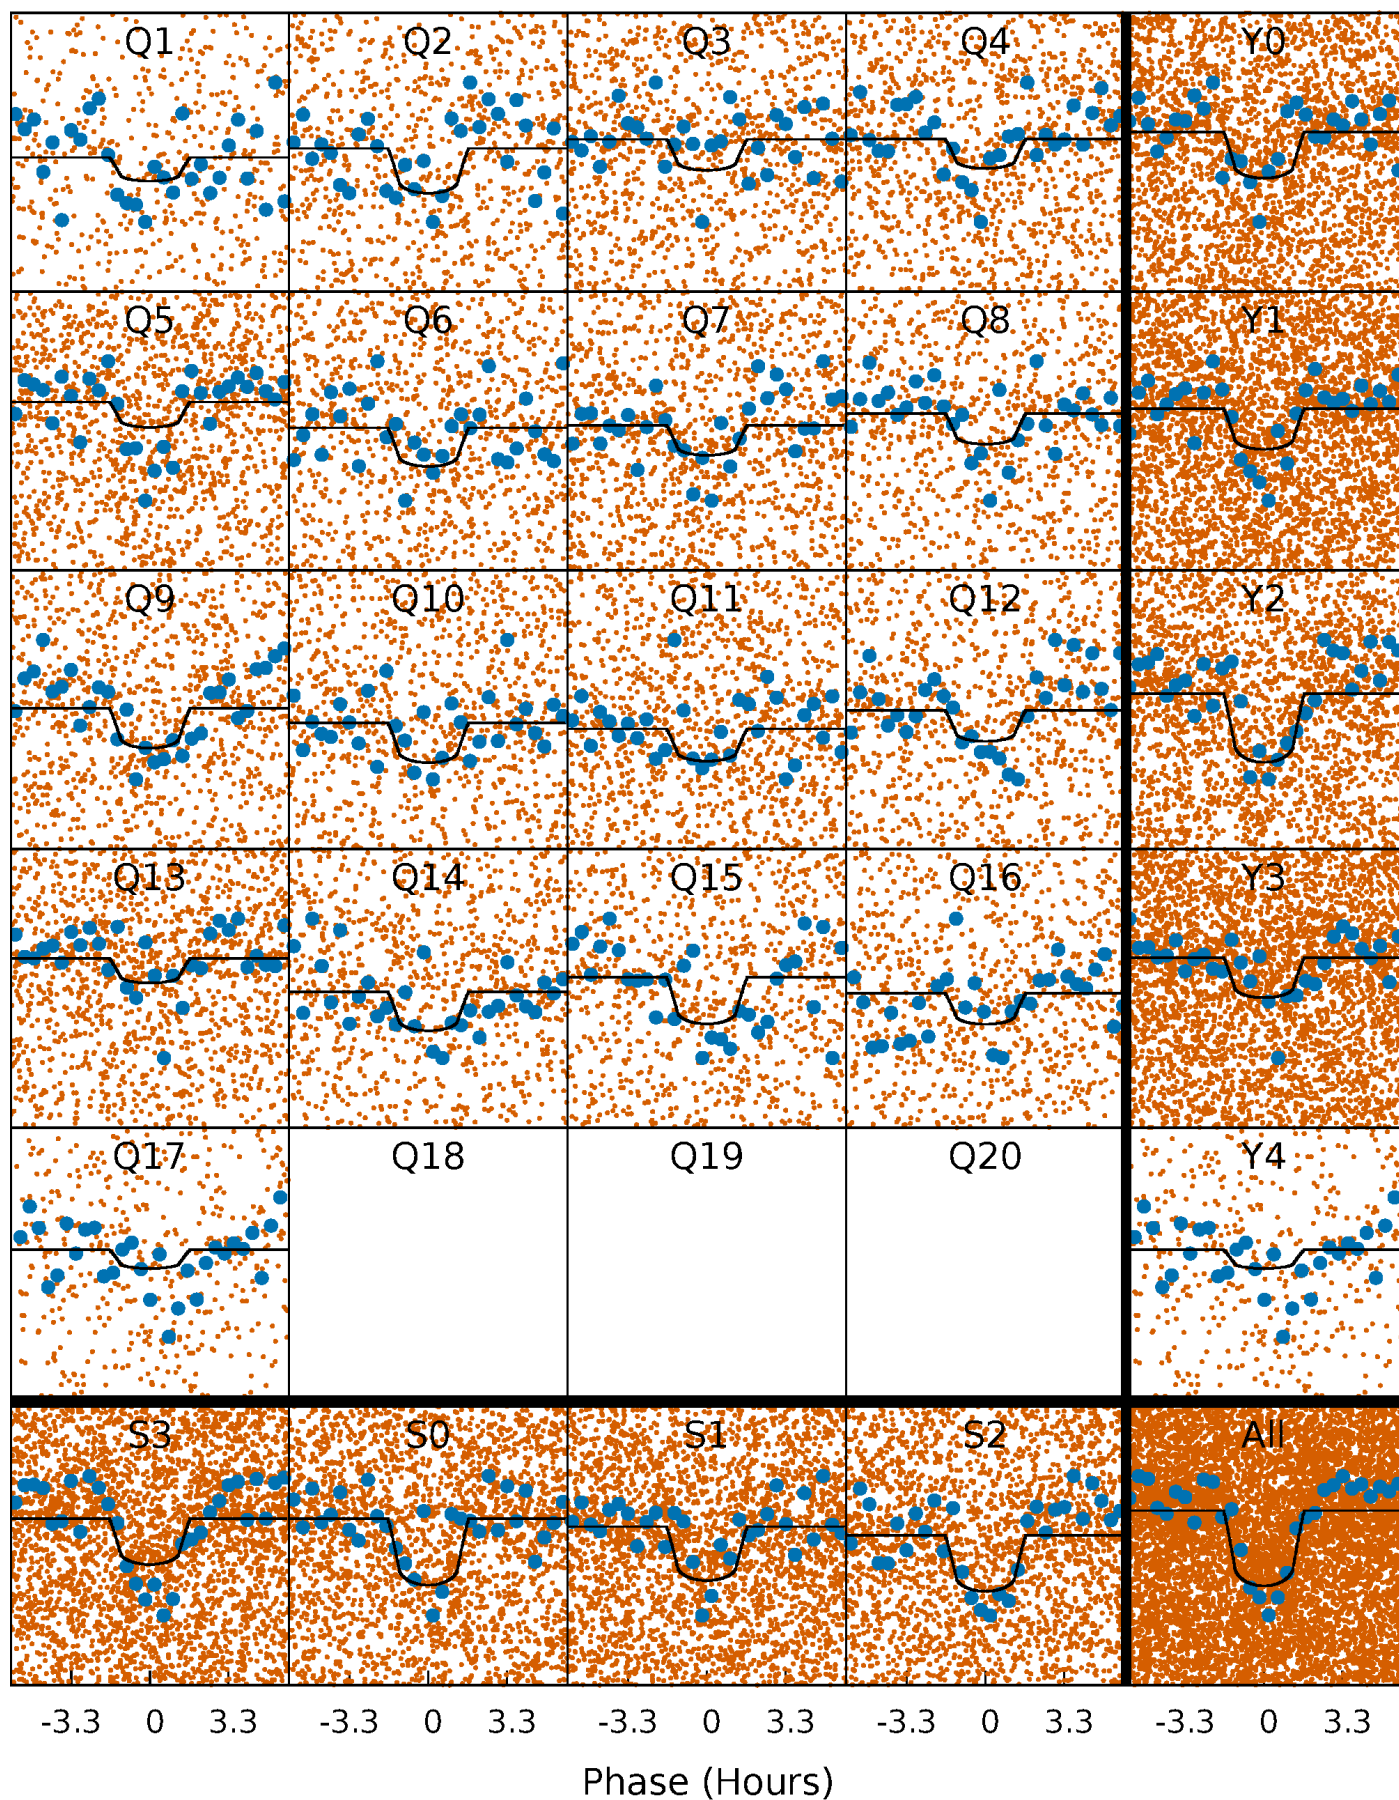 Q1 Q2 Q3 Q4 Y0
Q5 Q6 Q7 Q8 Y1
Q9 Q10 Q11 Q12 Y2
Q13 Q14 Q15 Q16 Y3
Q17 Q18 Q19 Q20 Y4
S3 S0 S1 S2 All
-3.3 0 3.3 -3.3 0 3.3 -3.3 0 3.3 -3.3 0 3.3 -3.3 0 3.3
Phase (Hours)